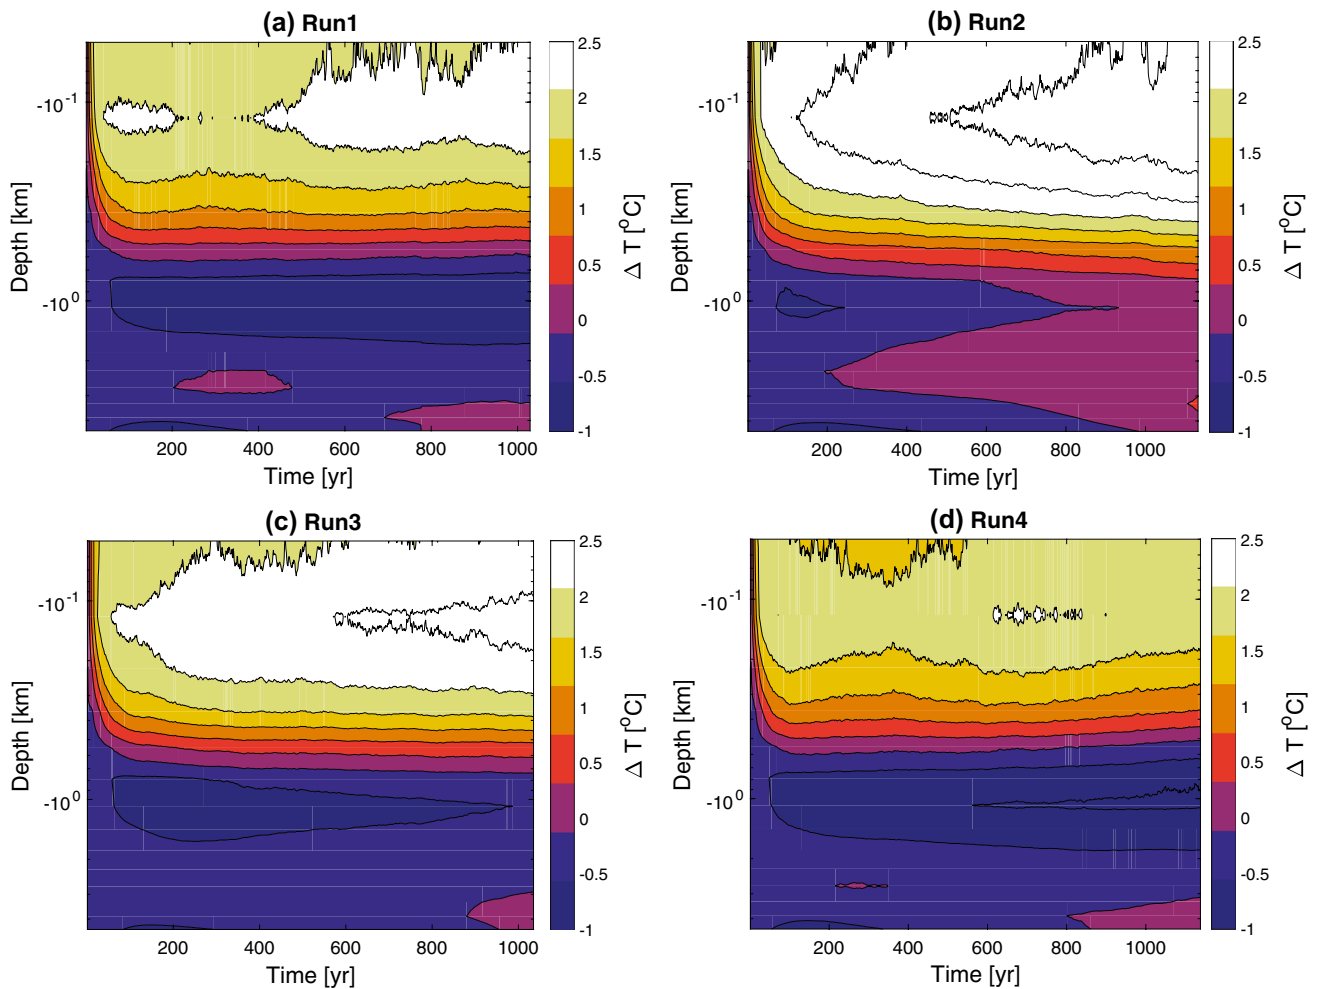 (a) Run1
Depth [km]
-10^-1
-10^0
200 400 600 800 1000
Time [yr]
2.5
2
1.5
1
0.5
0
-0.5
-1
Δ T [°C]
(b) Run2
Depth [km]
-10^-1
-10^0
200 400 600 800 1000
Time [yr]
2.5
2
1.5
1
0.5
0
-0.5
-1
Δ T [°C]
(c) Run3
Depth [km]
-10^-1
-10^0
200 400 600 800 1000
Time [yr]
2.5
2
1.5
1
0.5
0
-0.5
-1
Δ T [°C]
(d) Run4
Depth [km]
-10^-1
-10^0
200 400 600 800 1000
Time [yr]
2.5
2
1.5
1
0.5
0
-0.5
-1
Δ T [°C]